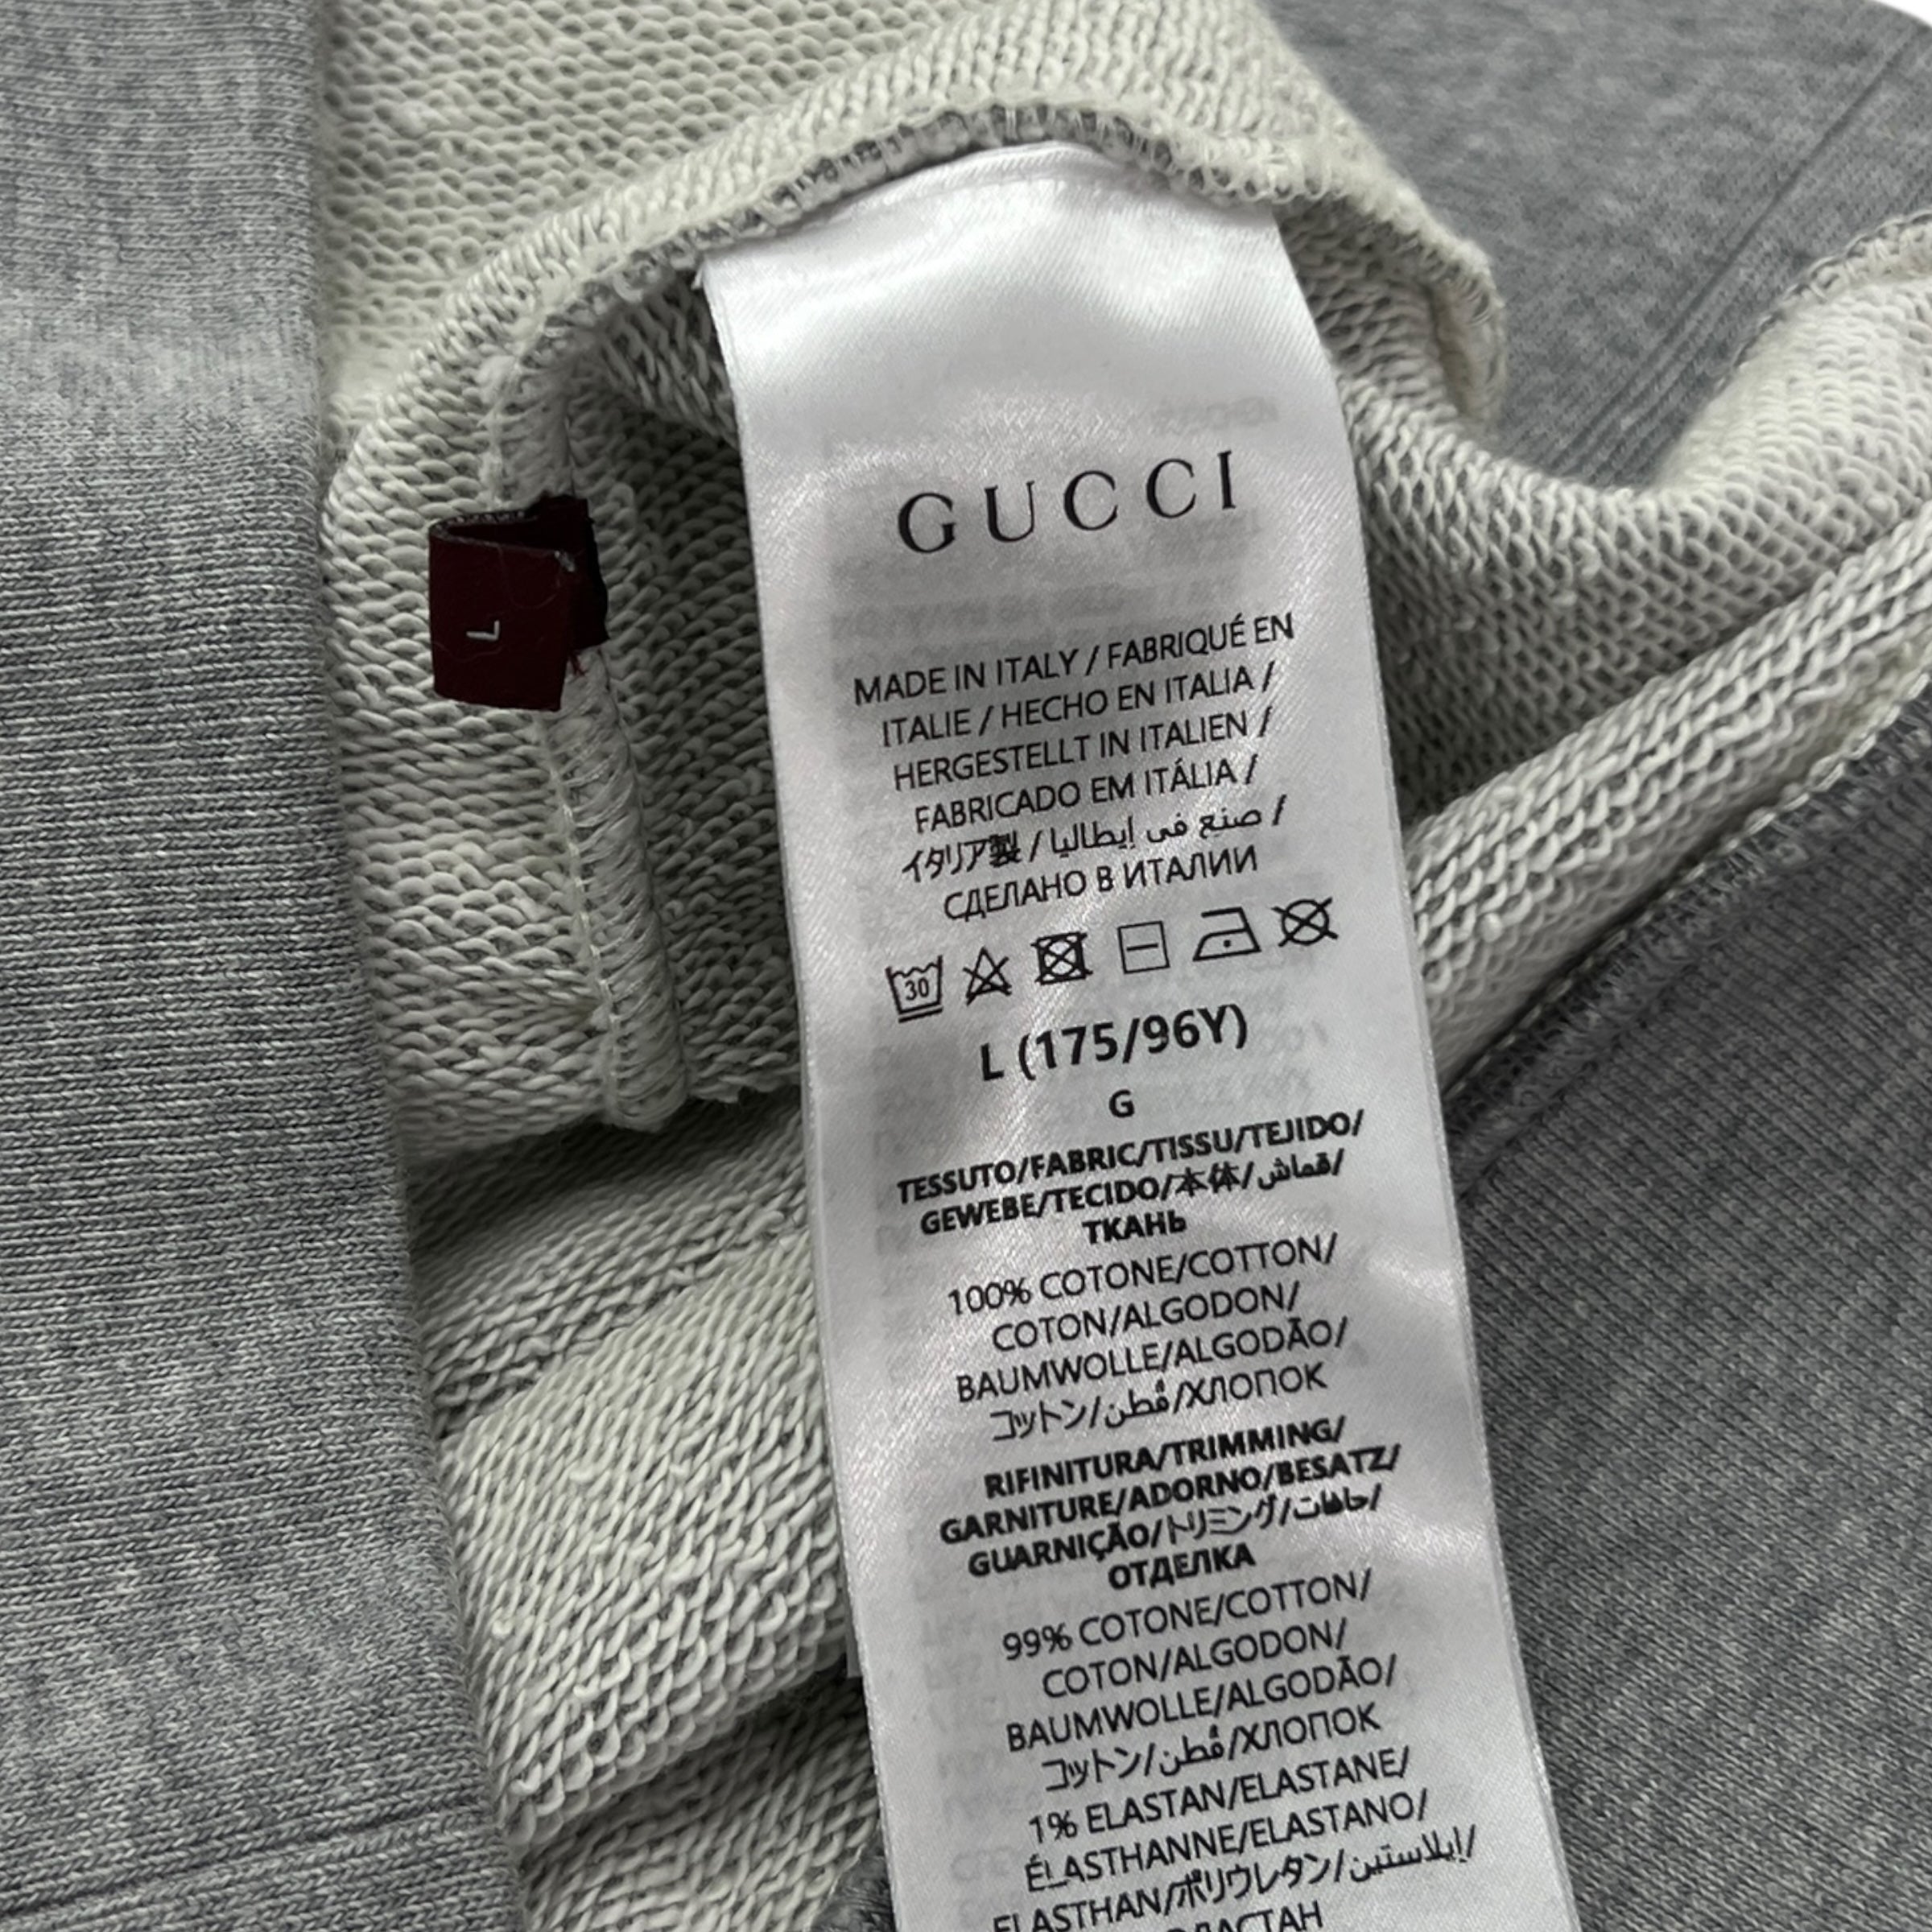 L
GUCCI
MADE IN ITALY / FABRIQUÉ EN
ITALIE / HECHO EN ITALIA /
HERGESTELLT IN ITALIEN /
FABRICADO EM ITÁLIA /
イタリア製 / صنع في إيطاليا /
СДЕЛАНО В ИТАЛИИ
30
L (175/96Y)
G
TESSUTO/FABRIC/TISSU/TEJIDO/
GEWEBE/TECIDO/本体/قماش/
ТКАНЬ
100% COTONE/COTTON/
COTON/ALGODON/
BAUMWOLLE/ALGODÃO/
コットン/قُطن/ХЛОПОК
RIFINITURA/TRIMMING/
GARNITURE/ADORNO/BESATZ/
GUARNIÇÃO/トリミング/حافات/
ОТДЕЛКА
99% COTONE/COTTON/
COTON/ALGODON/
BAUMWOLLE/ALGODÃO/
コットン/قُطن/ХЛОПОК
1% ELASTAN/ELASTANE/
ÉLASTHANNE/ELASTANO/
ELASTHAN/ポリウレタン/إيلاستين/